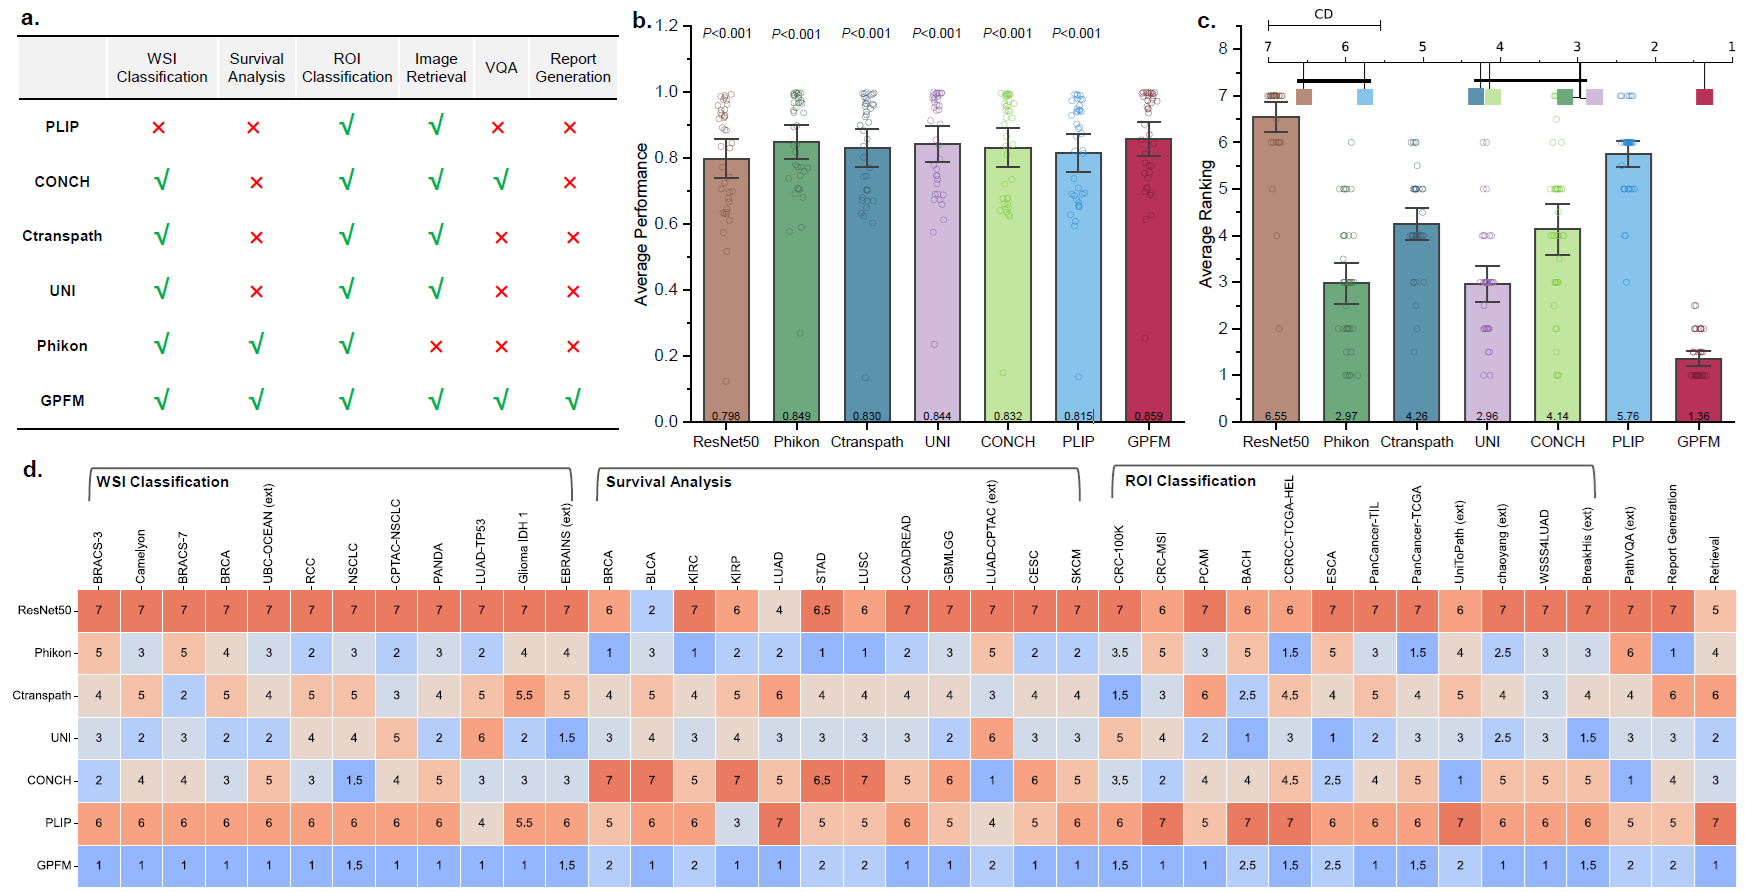 a.
WSI Classification Survival Analysis ROI Classification Image Retrieval VQA Report Generation
PLIP × × √ √ × ×
CONCH √ × √ √ √ ×
Ctranspath √ × √ √ × ×
UNI √ × √ √ × ×
Phikon √ √ √ × × ×
GPFM √ √ √ √ √ √
b.
P<0.001 P<0.001 P<0.001 P<0.001 P<0.001 P<0.001
Average Performance
1.2
1.0
0.8
0.6
0.4
0.2
0.0
0.798 0.849 0.830 0.844 0.832 0.815 0.859
ResNet50 Phikon Ctranspath UNI CONCH PLIP GPFM
c.
CD
7 6 5 4 3 2 1
Average Ranking
8
7
6
5
4
3
2
1
0
6.55 2.97 4.26 2.96 4.14 5.76 1.36
ResNet50 Phikon Ctranspath UNI CONCH PLIP GPFM
d.
WSI Classification Survival Analysis ROI Classification
BRACS-3
Camelyon
BRACS-7
BRCA
UBC-OCEAN (ext)
RCC
NSCLC
CPTAC-NSCLC
PANDA
LUAD-TP53
Glioma IDH 1
EBRAINS (ext)
BRCA
BLCA
KIRC
KIRP
LUAD
STAD
LUSC
COADREAD
GBMLGG
LUAD-CPTAC (ext)
CESC
SKCM
CRC-100K
CRC-MSI
PCAM
BACH
CCRCC-TCGA-HEL
ESCA
PanCancer-TIL
PanCancer-TCGA
UniToPath (ext)
chaoyang (ext)
WSSS4LUAD
BreakHis (ext)
PathVQA (ext)
Report Generation
Retrieval
ResNet50 7 7 7 7 7 7 7 7 7 7 7 7 6 2 7 6 4 6.5 6 7 7 7 7 7 7 6 7 6 6 7 7 7 6 7 7 7 7 7 5
Phikon 5 3 5 4 3 2 3 2 3 2 4 4 1 3 1 2 2 1 1 2 3 5 2 2 3.5 5 3 5 1.5 5 3 1.5 4 2.5 3 3 6 1 4
Ctranspath 4 5 2 5 4 5 5 3 4 5 5.5 5 4 5 4 5 6 4 4 4 4 3 4 4 1.5 3 6 2.5 4.5 4 5 4 5 4 3 4 4 6 6
UNI 3 2 3 2 2 4 4 5 2 6 2 1.5 3 4 3 4 3 3 3 3 2 6 3 3 5 4 2 1 3 1 2 3 3 2.5 3 1.5 3 3 2
CONCH 2 4 4 3 5 3 1.5 4 5 3 3 3 7 7 5 7 5 6.5 7 5 6 1 6 5 3.5 2 4 4 4.5 2.5 4 5 1 5 5 5 1 4 3
PLIP 6 6 6 6 6 6 6 6 6 4 5.5 6 5 6 6 3 7 5 5 6 5 4 5 6 6 7 5 7 7 6 6 6 7 6 6 6 5 5 7
GPFM 1 1 1 1 1 1 1.5 1 1 1 1 1.5 2 1 2 1 1 2 2 1 1 2 1 1 1.5 1 1 2.5 1.5 2.5 1 1.5 2 1 1 1.5 2 2 1